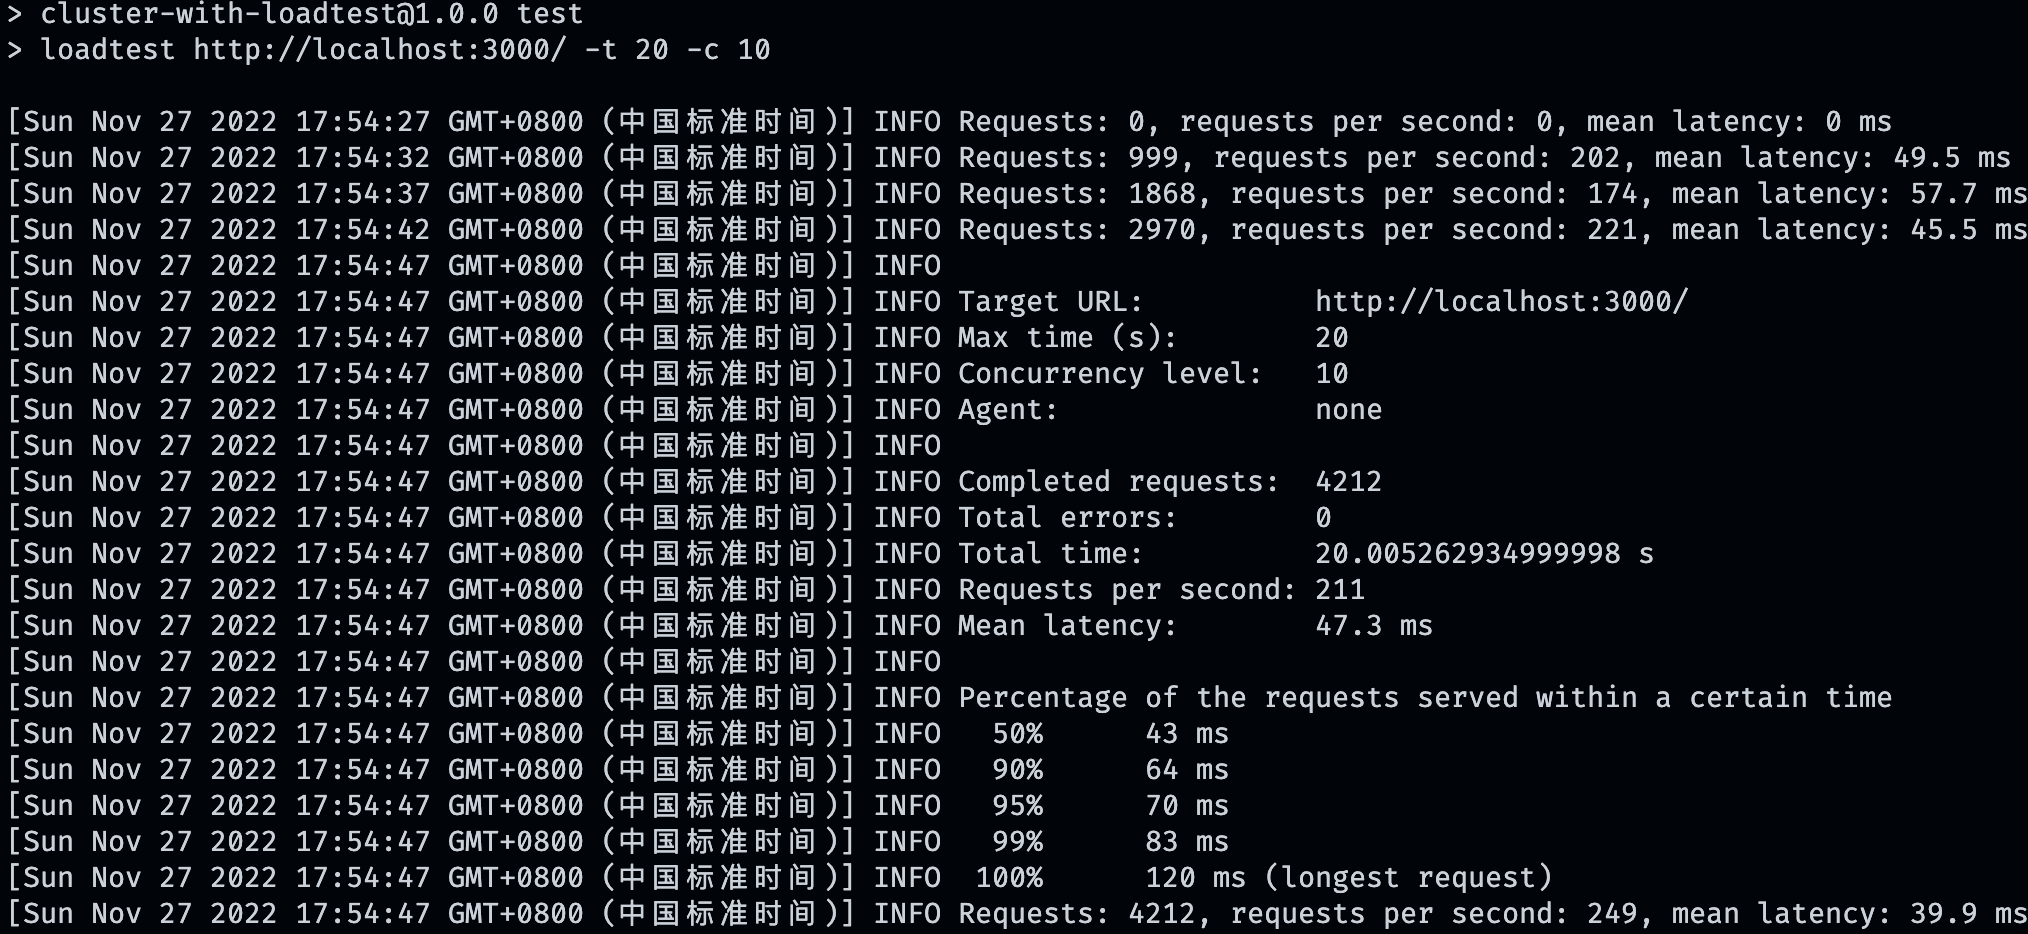 > cluster-with-loadtest@1.0.0 test
> loadtest http://localhost:3000/ -t 20 -c 10
[Sun Nov 27 2022 17:54:27 GMT+0800 (中国标准时间)] INFO Requests: 0, requests per second: 0, mean latency: 0 ms
[Sun Nov 27 2022 17:54:32 GMT+0800 (中国标准时间)] INFO Requests: 999, requests per second: 202, mean latency: 49.5 ms
[Sun Nov 27 2022 17:54:37 GMT+0800 (中国标准时间)] INFO Requests: 1868, requests per second: 174, mean latency: 57.7 ms
[Sun Nov 27 2022 17:54:42 GMT+0800 (中国标准时间)] INFO Requests: 2970, requests per second: 221, mean latency: 45.5 ms
[Sun Nov 27 2022 17:54:47 GMT+0800 (中国标准时间)] INFO
[Sun Nov 27 2022 17:54:47 GMT+0800 (中国标准时间)] INFO Target URL: http://localhost:3000/
[Sun Nov 27 2022 17:54:47 GMT+0800 (中国标准时间)] INFO Max time (s): 20
[Sun Nov 27 2022 17:54:47 GMT+0800 (中国标准时间)] INFO Concurrency level: 10
[Sun Nov 27 2022 17:54:47 GMT+0800 (中国标准时间)] INFO Agent: none
[Sun Nov 27 2022 17:54:47 GMT+0800 (中国标准时间)] INFO
[Sun Nov 27 2022 17:54:47 GMT+0800 (中国标准时间)] INFO Completed requests: 4212
[Sun Nov 27 2022 17:54:47 GMT+0800 (中国标准时间)] INFO Total errors: 0
[Sun Nov 27 2022 17:54:47 GMT+0800 (中国标准时间)] INFO Total time: 20.005262934999998 s
[Sun Nov 27 2022 17:54:47 GMT+0800 (中国标准时间)] INFO Requests per second: 211
[Sun Nov 27 2022 17:54:47 GMT+0800 (中国标准时间)] INFO Mean latency: 47.3 ms
[Sun Nov 27 2022 17:54:47 GMT+0800 (中国标准时间)] INFO
[Sun Nov 27 2022 17:54:47 GMT+0800 (中国标准时间)] INFO Percentage of the requests served within a certain time
[Sun Nov 27 2022 17:54:47 GMT+0800 (中国标准时间)] INFO 50% 43 ms
[Sun Nov 27 2022 17:54:47 GMT+0800 (中国标准时间)] INFO 90% 64 ms
[Sun Nov 27 2022 17:54:47 GMT+0800 (中国标准时间)] INFO 95% 70 ms
[Sun Nov 27 2022 17:54:47 GMT+0800 (中国标准时间)] INFO 99% 83 ms
[Sun Nov 27 2022 17:54:47 GMT+0800 (中国标准时间)] INFO 100% 120 ms (longest request)
[Sun Nov 27 2022 17:54:47 GMT+0800 (中国标准时间)] INFO Requests: 4212, requests per second: 249, mean latency: 39.9 ms